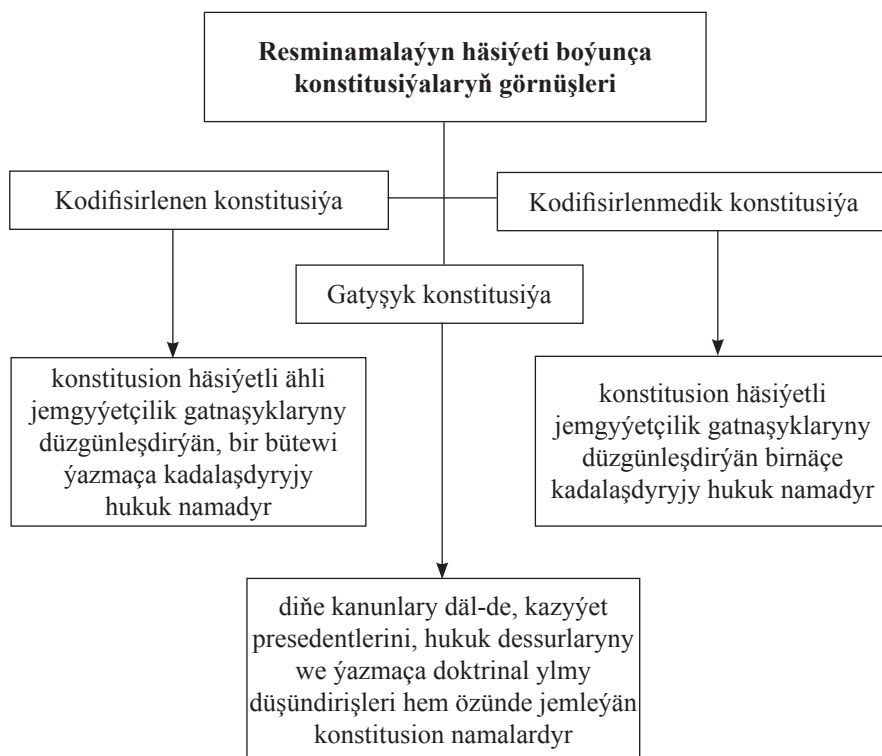 Resminamalaýyn häsiýeti boýunça
konstitusiýalaryň görnüşleri
Kodifisirlenen konstitusiýa
Kodifisirlenmedik konstitusiýa
Gatyşyk konstitusiýa
konstitusion häsiýetli ähli
jemgyýetçilik gatnaşyklaryny
düzgünleşdirýän, bir bütewi
ýazmaça kadalaşdyryjy
hukuk namadyr
konstitusion häsiýetli
jemgyýetçilik gatnaşyklaryny
düzgünleşdirýän birnäçe
kadalaşdyryjy hukuk namadyr
diňe kanunlary däl-de, kazyýet
presedentlerini, hukuk dessurlaryny
we ýazmaça doktrinal ylmy
düşündirişleri hem özünde jemleýän
konstitusion namalardyr